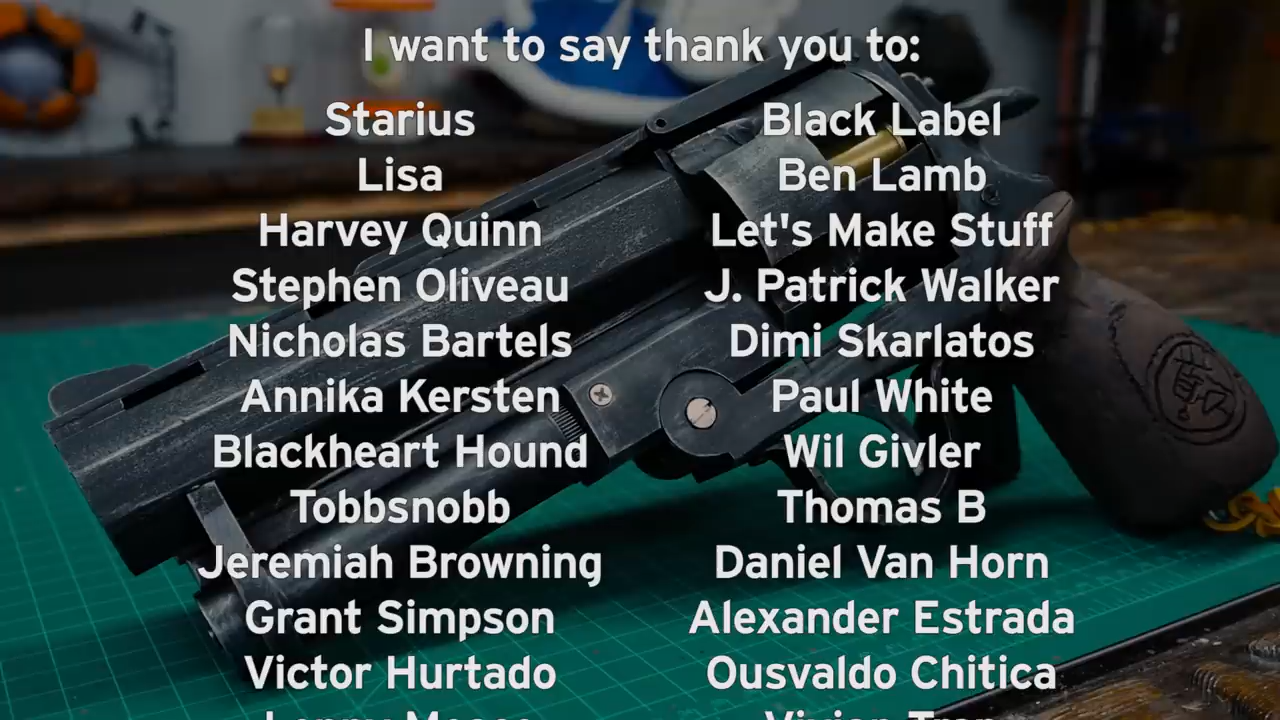 I want to say thank you to:
Starius
Lisa
Harvey Quinn
Stephen Oliveau
Nicholas Bartels
Annika Kersten
Blackheart Hound
Tobbsnobb
Jeremiah Browning
Grant Simpson
Victor Hurtado
Black Label
Ben Lamb
Let's Make Stuff
J. Patrick Walker
Dimi Skarlatos
Paul White
Wil Givler
Thomas B
Daniel Van Horn
Alexander Estrada
Ousvaldo Chitica